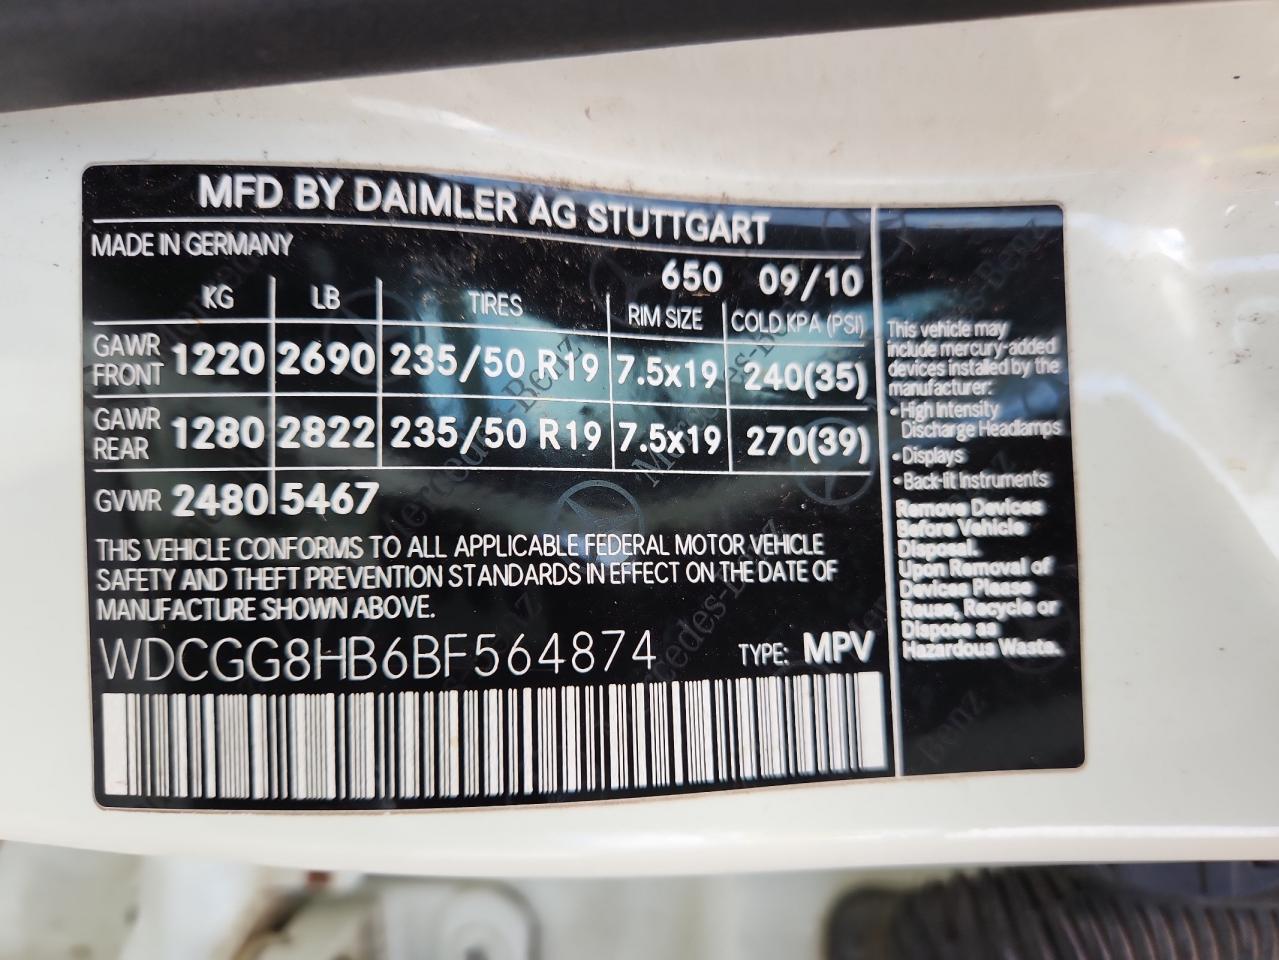 MFD BY DAIMLER AG STUTTGART
MADE IN GERMANY
650 09/10
KG LB TIRES RIM SIZE COLD KPA (PSI)
GAWR FRONT 1220 2690 235/50 R19 7.5x19 240(35)
GAWR REAR 1280 2822 235/50 R19 7.5x19 270(39)
GVWR 2480 5467
THIS VEHICLE CONFORMS TO ALL APPLICABLE FEDERAL MOTOR VEHICLE
SAFETY AND THEFT PREVENTION STANDARDS IN EFFECT ON THE DATE OF
MANUFACTURE SHOWN ABOVE.
WDCGG8HB6BF564874 TYPE: MPV
This vehicle may
include mercury-added
devices installed by the
manufacturer:
• High Intensity
Discharge Headlamps
• Displays
• Back-lit Instruments
Remove Devices
Before Vehicle
Disposal.
Upon Removal of
Devices Please
Reuse, Recycle or
Dispose as
Hazardous Waste.